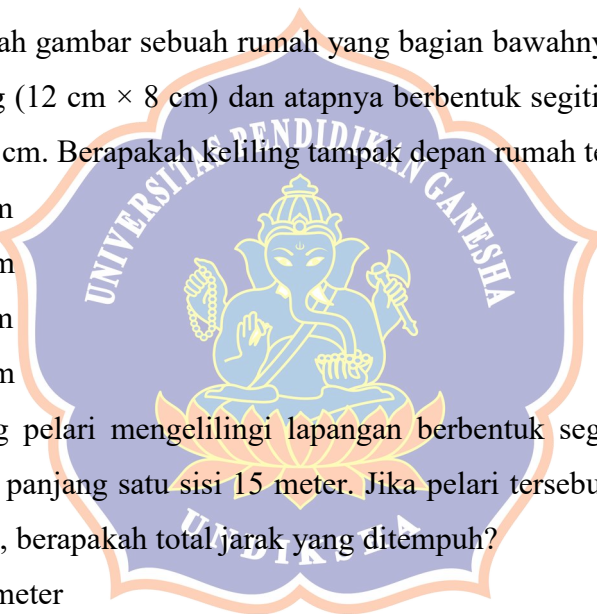 ah gambar sebuah rumah yang bagian bawahny
g (12 cm × 8 cm) dan atapnya berbentuk segiti
cm. Berapakah keliling tampak depan rumah te
m
m
m
m
g pelari mengelilingi lapangan berbentuk seg
panjang satu sisi 15 meter. Jika pelari tersebu
, berapakah total jarak yang ditempuh?
meter
UNIVERSITAS PENDIDIKAN GANESHA
UNDIKSHA